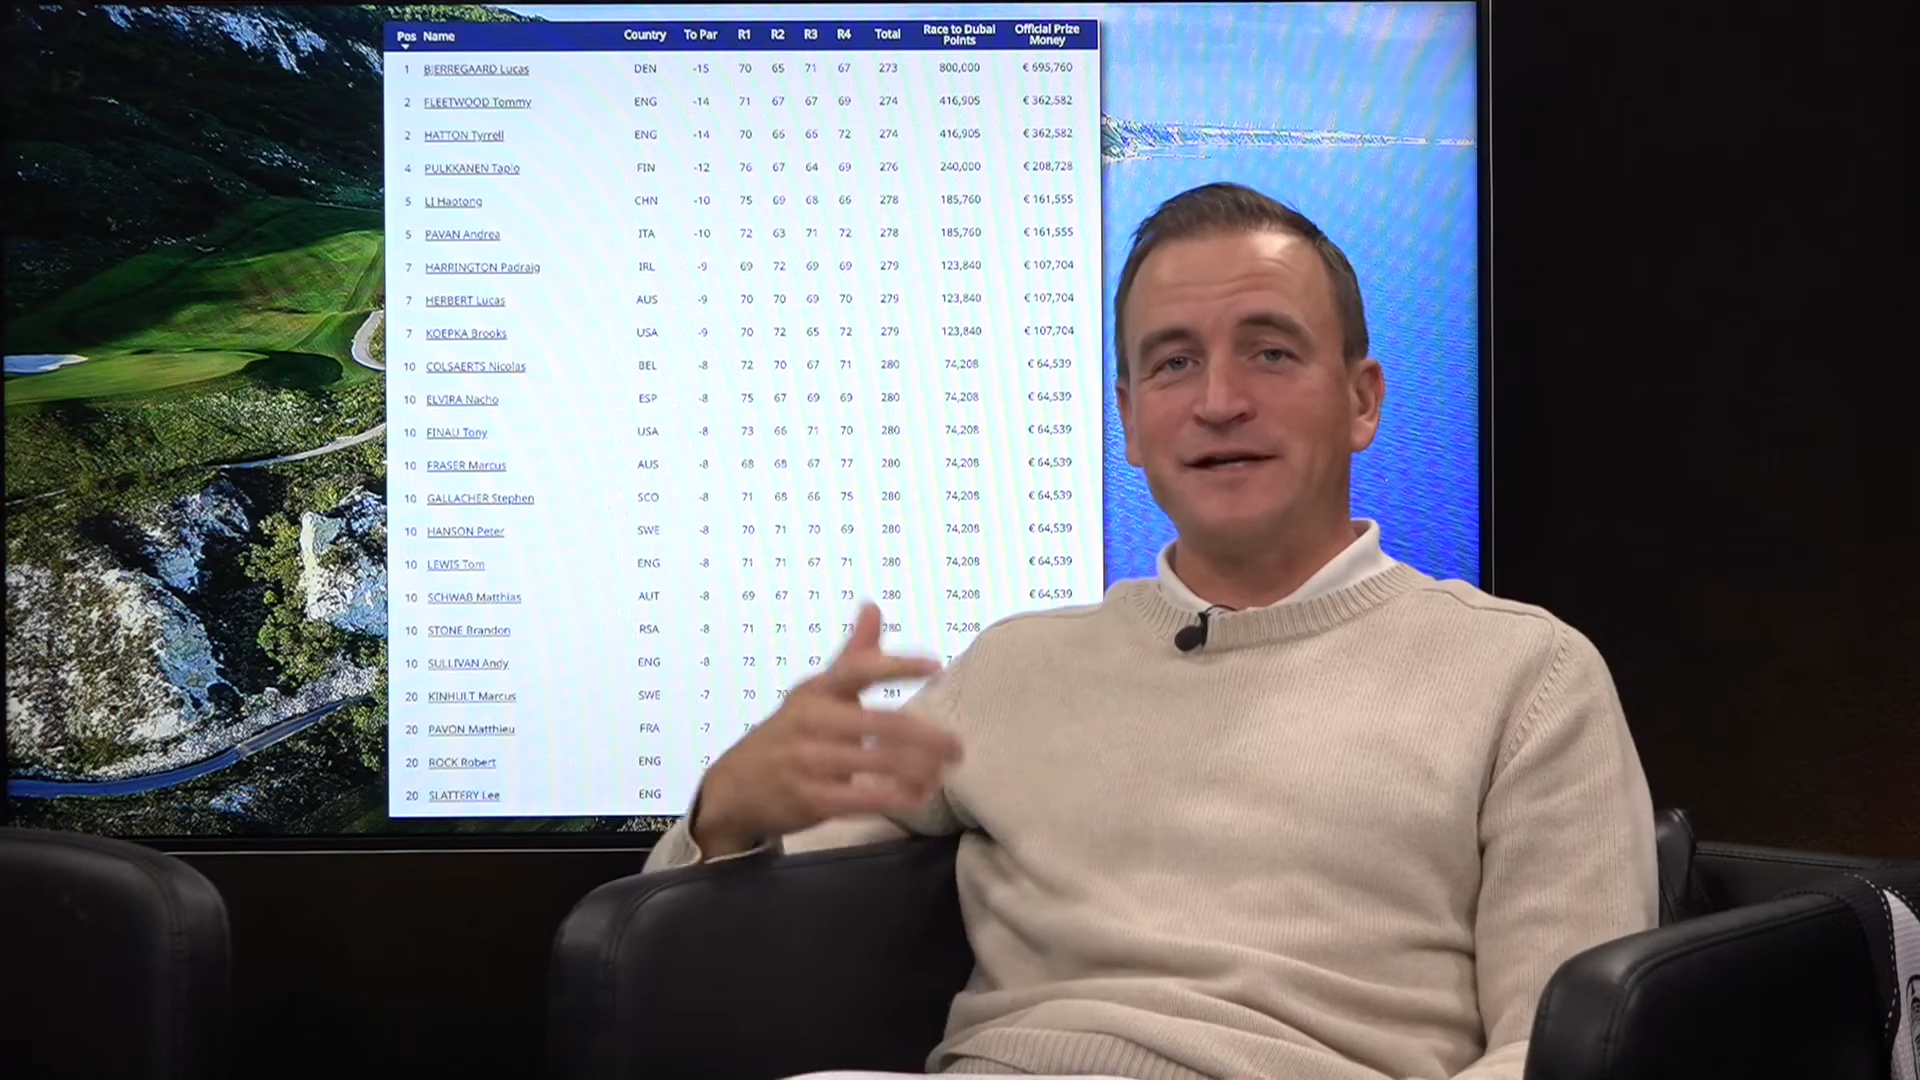 Pos Name Country To Par R1 R2 R3 R4 Total Race to Dubai Points Official Prize Money
1 BJERREGAARD Lucas DEN -15 70 65 71 67 273 800,000 € 695,760
2 FLEETWOOD Tommy ENG -14 71 67 67 69 274 416,905 € 362,582
2 HATTON Tyrrell ENG -14 70 66 66 72 274 416,905 € 362,582
4 PULKKANEN Tapio FIN -12 76 67 64 69 276 240,000 € 208,728
5 LI Haotong CHN -10 75 69 68 66 278 185,760 € 161,555
5 PAVAN Andrea ITA -10 72 63 71 72 278 185,760 € 161,555
7 HARRINGTON Padraig IRL -9 69 72 69 69 279 123,840 € 107,704
7 HERBERT Lucas AUS -9 70 70 69 70 279 123,840 € 107,704
7 KOEPKA Brooks USA -9 70 72 65 72 279 123,840 € 107,704
10 COLSAERTS Nicolas BEL -8 72 70 67 71 280 74,208 € 64,539
10 ELVIRA Nacho ESP -8 75 67 69 69 280 74,208 € 64,539
10 FINAU Tony USA -8 73 66 71 70 280 74,208 € 64,539
10 FRASER Marcus AUS -8 68 68 67 77 280 74,208 € 64,539
10 GALLACHER Stephen SCO -8 71 68 66 75 280 74,208 € 64,539
10 HANSON Peter SWE -8 70 71 70 69 280 74,208 € 64,539
10 LEWIS Tom ENG -8 71 71 67 71 280 74,208 € 64,539
10 SCHWAB Matthias AUT -8 69 67 71 73 280 74,208 € 64,539
10 STONE Brandon RSA -8 71 71 65 73 280 74,208
10 SULLIVAN Andy ENG -8 72 71 67
20 KINHULT Marcus SWE -7 70 70 281
20 PAVON Matthieu FRA -7
20 ROCK Robert ENG -7
20 SLATTERY Lee ENG